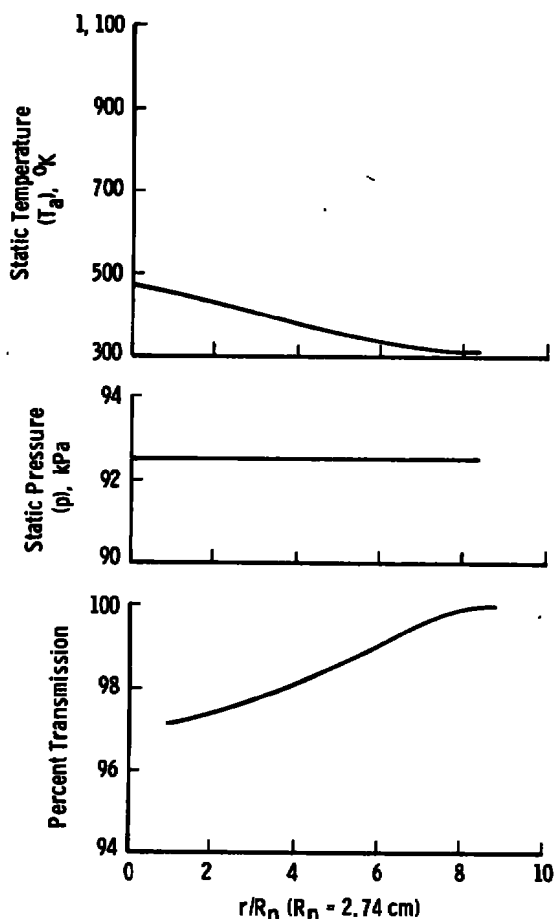 1,100
900
700
500
300
Static Temperature
(Ta), °K
94
92
90
Static Pressure
(p), kPa
100
98
96
94
Percent Transmission
0 2 4 6 8 10
r/Rn (Rn = 2.74 cm)